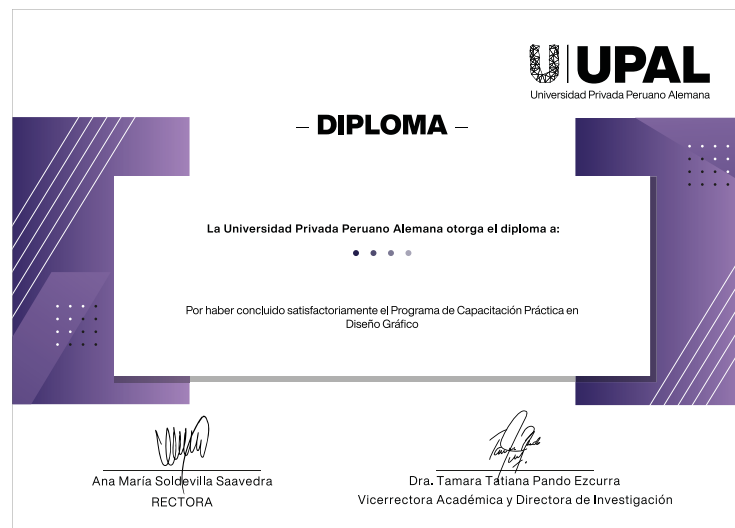 UPAL
Universidad Privada Peruano Alemana
– DIPLOMA –
La Universidad Privada Peruano Alemana otorga el diploma a:
Por haber concluido satisfactoriamente el Programa de Capacitación Práctica en
Diseño Gráfico
Ana María Soldevilla Saavedra
RECTORA
Dra. Tamara Tatiana Pando Ezcurra
Vicerrectora Académica y Directora de Investigación